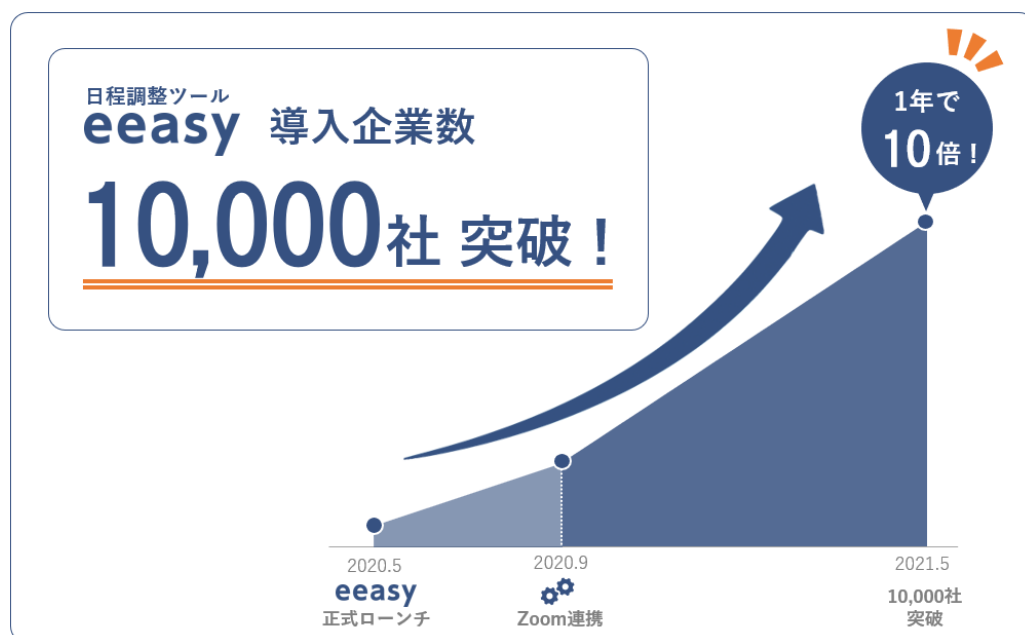 日程調整ツール
eeasy 導入企業数
10,000社 突破！
1年で
10倍！
2020.5
eeasy
正式ローンチ
2020.9
Zoom連携
2021.5
10,000社
突破